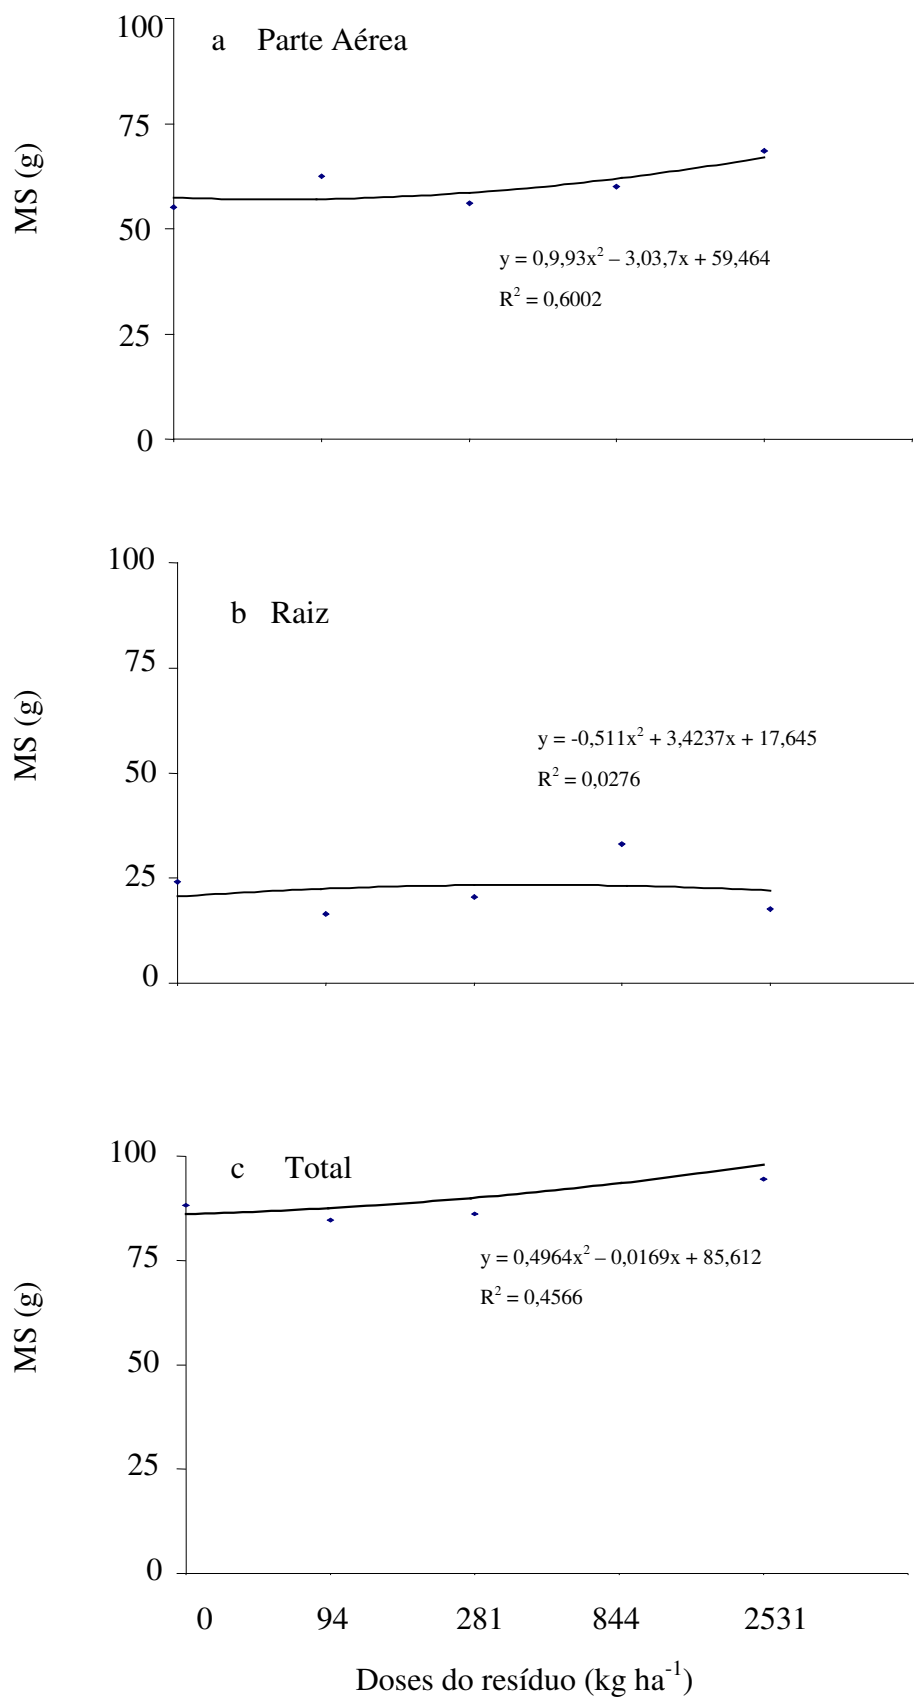 a Parte Aérea
100
75
50
25
0
MS (g)
y = 0,9,93x² – 3,03,7x + 59,464
R² = 0,6002
b Raiz
100
75
50
25
0
MS (g)
y = -0,511x² + 3,4237x + 17,645
R² = 0,0276
c Total
100
75
50
25
0
MS (g)
y = 0,4964x² – 0,0169x + 85,612
R² = 0,4566
0 94 281 844 2531
Doses do resíduo (kg ha⁻¹)